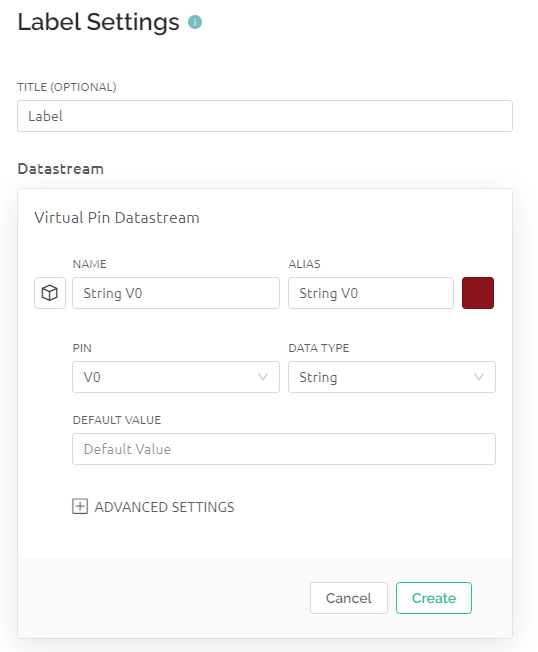 Label Settings
TITLE (OPTIONAL)
Label
Datastream
Virtual Pin Datastream
NAME ALIAS
String V0 String V0
PIN DATA TYPE
V0 String
DEFAULT VALUE
Default Value
ADVANCED SETTINGS
Cancel Create